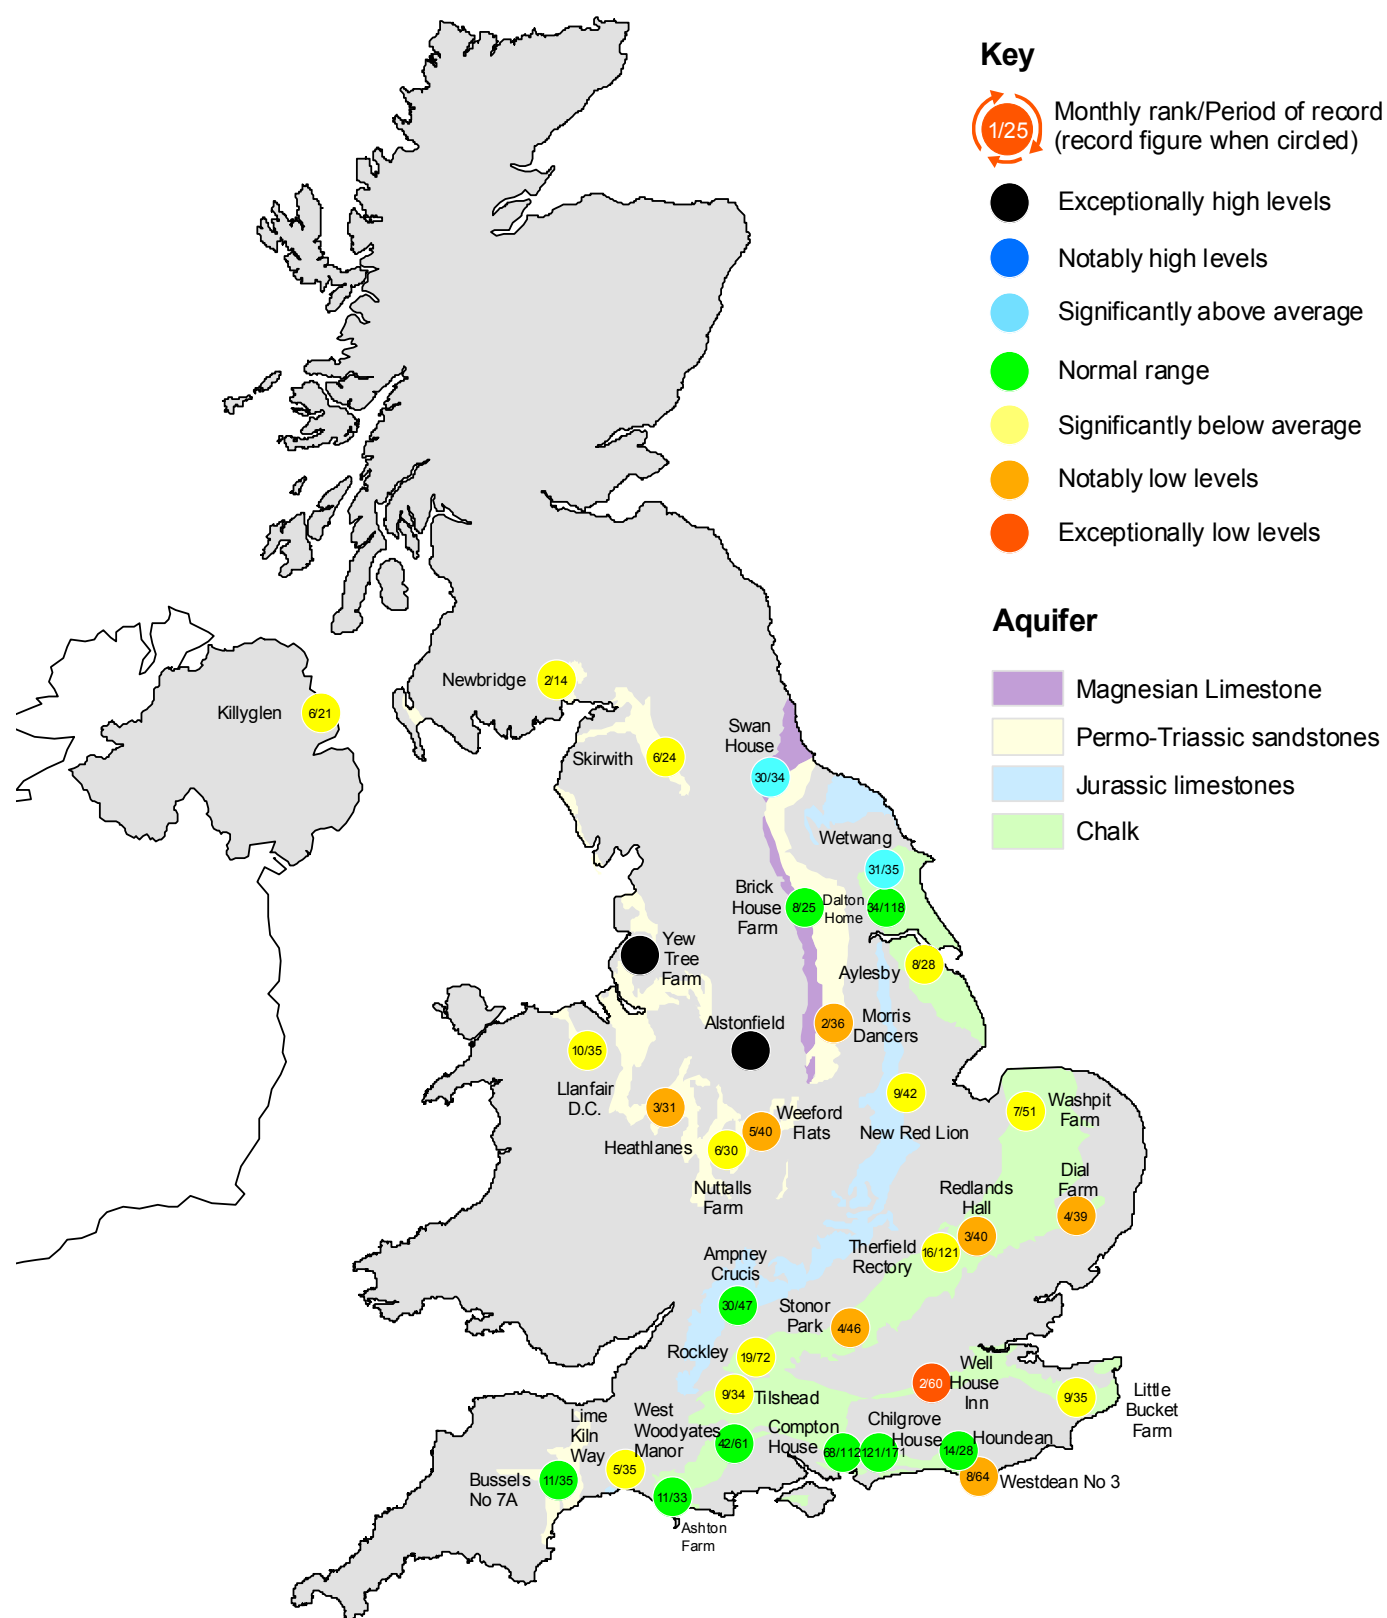 Key
1/25
Monthly rank/Period of record
(record figure when circled)
Exceptionally high levels
Notably high levels
Significantly above average
Normal range
Significantly below average
Notably low levels
Exceptionally low levels
Aquifer
Magnesian Limestone
Permo-Triassic sandstones
Jurassic limestones
Chalk
Newbridge
2/14
Killyglen
6/21
Skirwith
6/24
Swan
House
30/34
Wetwang
31/35
Brick
House
Farm
8/25
Dalton
Home
34/118
Yew
Tree
Farm
Aylesby
8/28
Alstonfield
2/36
Morris
Dancers
10/35
Llanfair
D.C.
3/31
Heathlanes
Weeford
Flats
5/40
6/30
Nuttalls
Farm
9/42
New Red Lion
7/51
Washpit
Farm
Dial
Farm
4/39
Redlands
Hall
3/40
Therfield
Rectory
16/121
Ampney
Crucis
30/47
Stonor
Park
4/46
Rockley
19/72
9/34
Tilshead
Well
House
Inn
2/60
9/35
Little
Bucket
Farm
Lime
Kiln
Way
5/35
West
Woodyates
Manor
42/61
Compton
House
68/112
Chilgrove
House
121/171
Houndean
14/28
8/64
Westdean No 3
Bussels
No 7A
11/35
11/33
Ashton
Farm